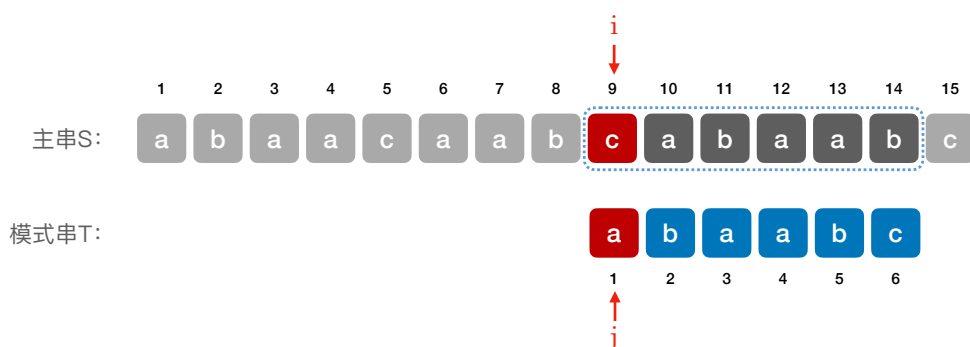 i
1 2 3 4 5 6 7 8 9 10 11 12 13 14 15
主串S: a b a a c a a b c a b a a b c
模式串T: a b a a b c
1 2 3 4 5 6
j